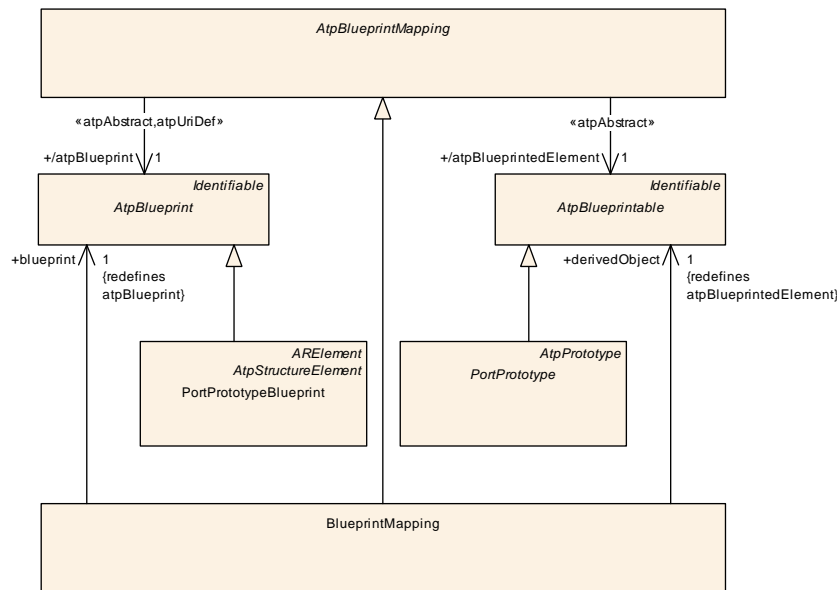 AtpBlueprintMapping
«atpAbstract,atpUriDef»
«atpAbstract»
+/atpBlueprint 1
+/atpBlueprintedElement 1
Identifiable
AtpBlueprint
Identifiable
AtpBlueprintable
+blueprint 1
{redefines
atpBlueprint}
+derivedObject 1
{redefines
atpBlueprintedElement}
ARElement
AtpStructureElement
PortPrototypeBlueprint
AtpPrototype
PortPrototype
BlueprintMapping